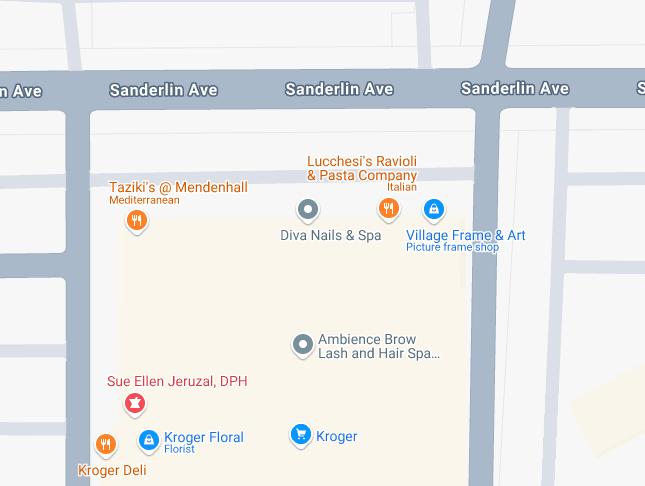 n Ave
Sanderlin Ave
Sanderlin Ave
Sanderlin Ave
S
Lucchesi's Ravioli
& Pasta Company
Italian
Taziki's @ Mendenhall
Mediterranean
Diva Nails & Spa
Village Frame & Art
Picture frame shop
Ambience Brow
Lash and Hair Spa...
Sue Ellen Jeruzal, DPH
Kroger Floral
Florist
Kroger
Kroger Deli